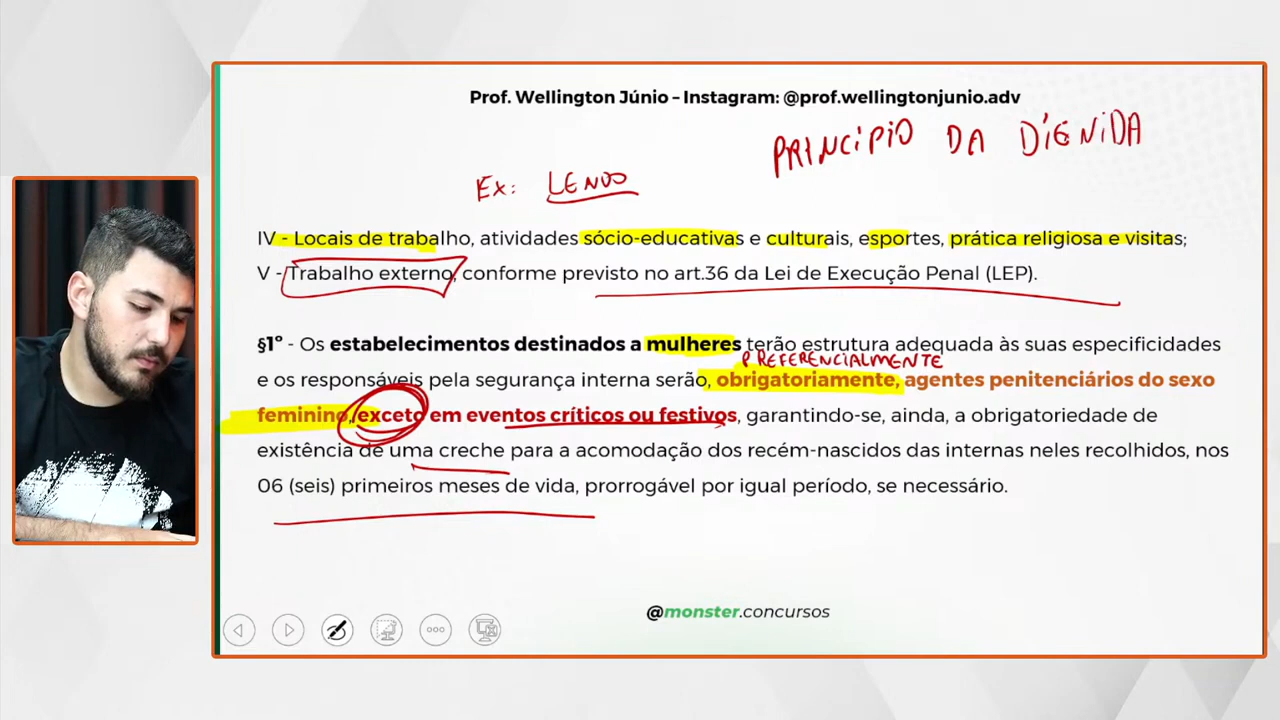 Prof. Wellington Júnio – Instagram: @prof.wellingtonjunio.adv
PRINCÍPIO DA DÍGNIDA
Ex: LENDO
IV - Locais de trabalho, atividades sócio-educativas e culturais, esportes, prática religiosa e visitas;
V - Trabalho externo, conforme previsto no art.36 da Lei de Execução Penal (LEP).
§1º - Os estabelecimentos destinados a mulheres terão estrutura adequada às suas especificidades
PREFERENCIALMENTE
e os responsáveis pela segurança interna serão, obrigatoriamente, agentes penitenciários do sexo
feminino, exceto em eventos críticos ou festivos, garantindo-se, ainda, a obrigatoriedade de
existência de uma creche para a acomodação dos recém-nascidos das internas neles recolhidos, nos
06 (seis) primeiros meses de vida, prorrogável por igual período, se necessário.
@monster.concursos